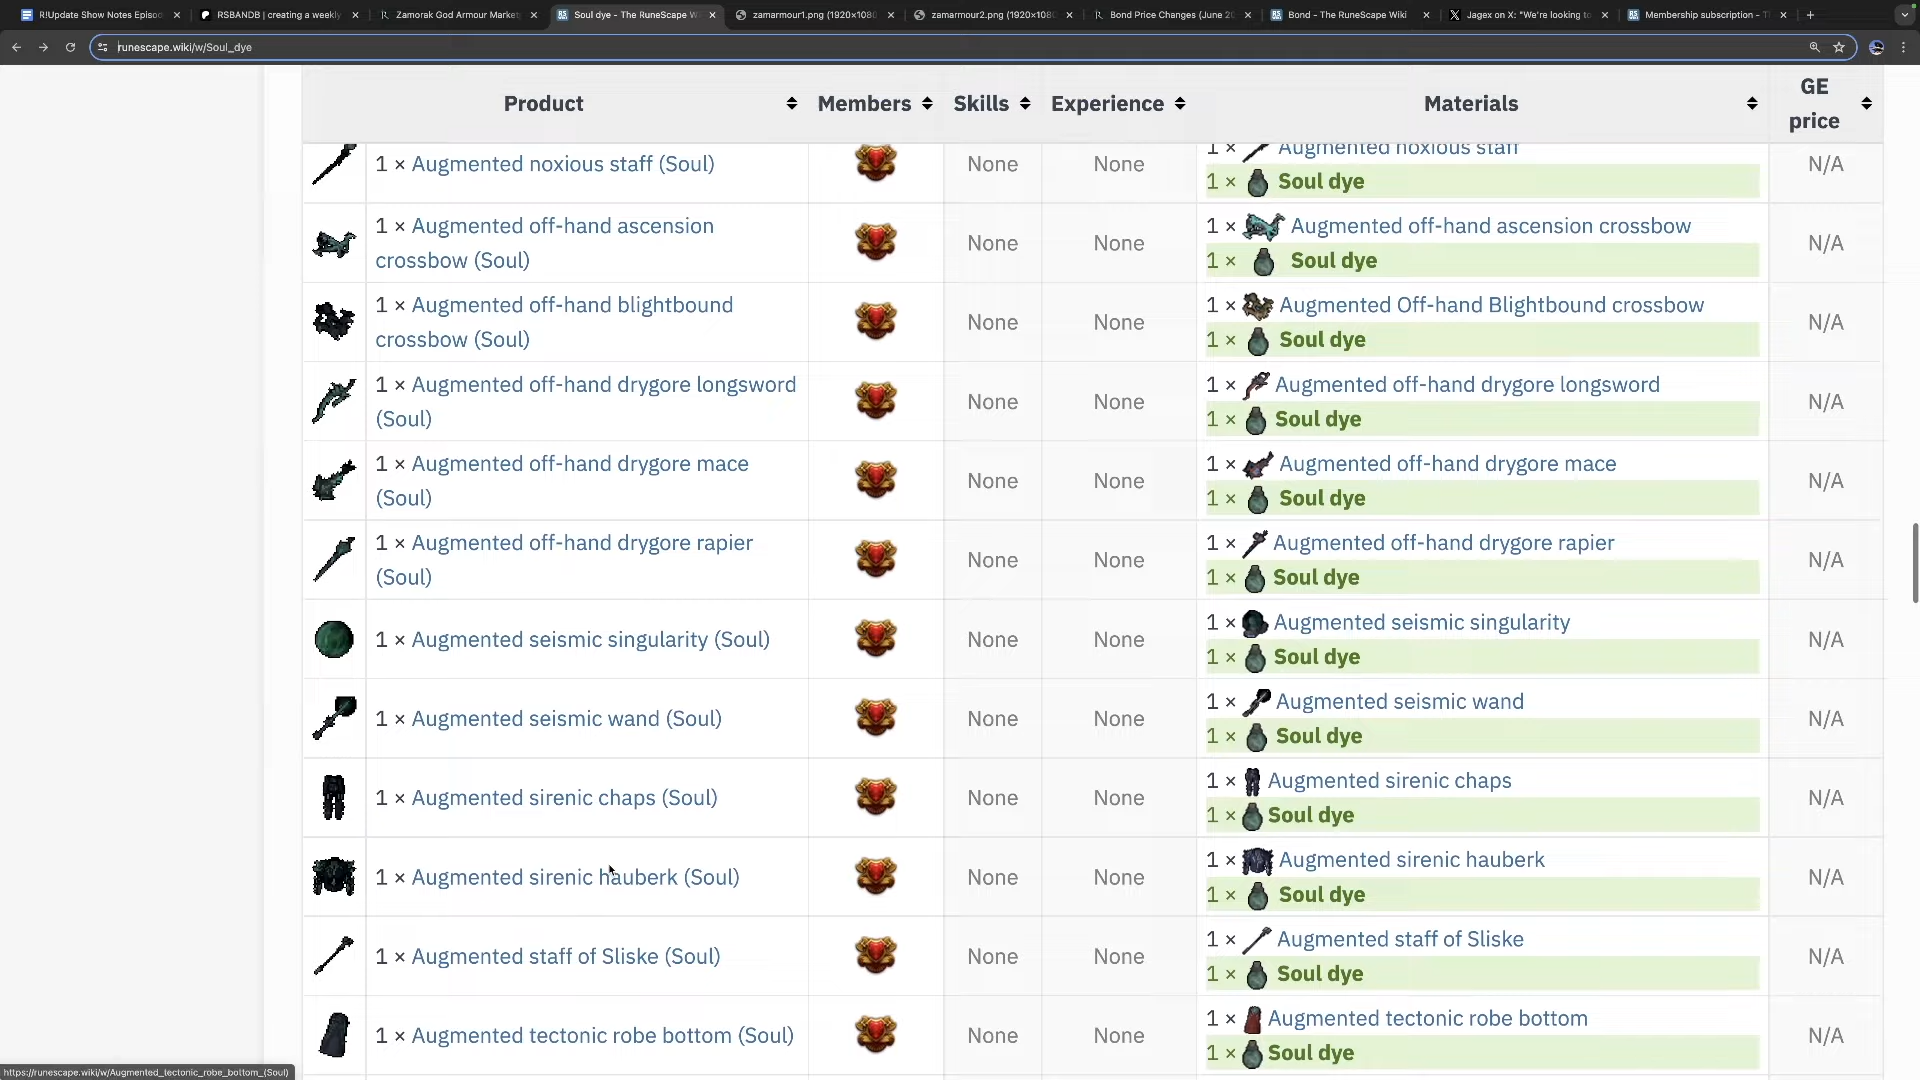 R!Update Show Notes Episod
RSBANDB | creating a weekly
Zamorak God Armour Market
Soul dye - The RuneScape W
zamarmour1.png (1920×1080
zamarmour2.png (1920×1080
Bond Price Changes (June 20
Bond - The RuneScape Wiki
Jagex on X: "We're looking to
Membership subscription - T
runescape.wiki/w/Soul_dye
Product Members Skills Experience Materials GE price
1 × Augmented noxious staff (Soul) None None 1 × Augmented noxious staff N/A
1 × Soul dye
1 × Augmented off-hand ascension crossbow (Soul) None None 1 × Augmented off-hand ascension crossbow N/A
1 × Soul dye
1 × Augmented off-hand blightbound crossbow (Soul) None None 1 × Augmented Off-hand Blightbound crossbow N/A
1 × Soul dye
1 × Augmented off-hand drygore longsword (Soul) None None 1 × Augmented off-hand drygore longsword N/A
1 × Soul dye
1 × Augmented off-hand drygore mace (Soul) None None 1 × Augmented off-hand drygore mace N/A
1 × Soul dye
1 × Augmented off-hand drygore rapier (Soul) None None 1 × Augmented off-hand drygore rapier N/A
1 × Soul dye
1 × Augmented seismic singularity (Soul) None None 1 × Augmented seismic singularity N/A
1 × Soul dye
1 × Augmented seismic wand (Soul) None None 1 × Augmented seismic wand N/A
1 × Soul dye
1 × Augmented sirenic chaps (Soul) None None 1 × Augmented sirenic chaps N/A
1 × Soul dye
1 × Augmented sirenic hauberk (Soul) None None 1 × Augmented sirenic hauberk N/A
1 × Soul dye
1 × Augmented staff of Sliske (Soul) None None 1 × Augmented staff of Sliske N/A
1 × Soul dye
1 × Augmented tectonic robe bottom (Soul) None None 1 × Augmented tectonic robe bottom N/A
1 × Soul dye
https://runescape.wiki/w/Augmented_tectonic_robe_bottom_(Soul)